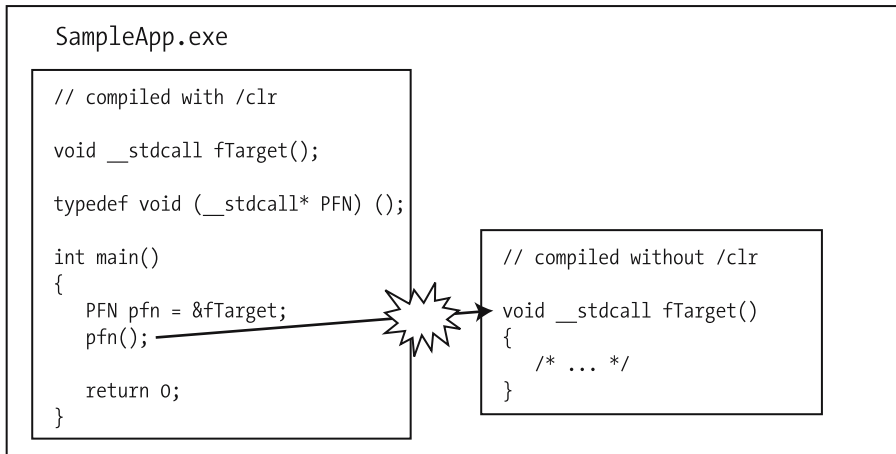 SampleApp.exe
// compiled with /clr
void __stdcall fTarget();
typedef void (__stdcall* PFN) ();
int main()
{
PFN pfn = &fTarget;
pfn();
return 0;
}
// compiled without /clr
void __stdcall fTarget()
{
/* ... */
}